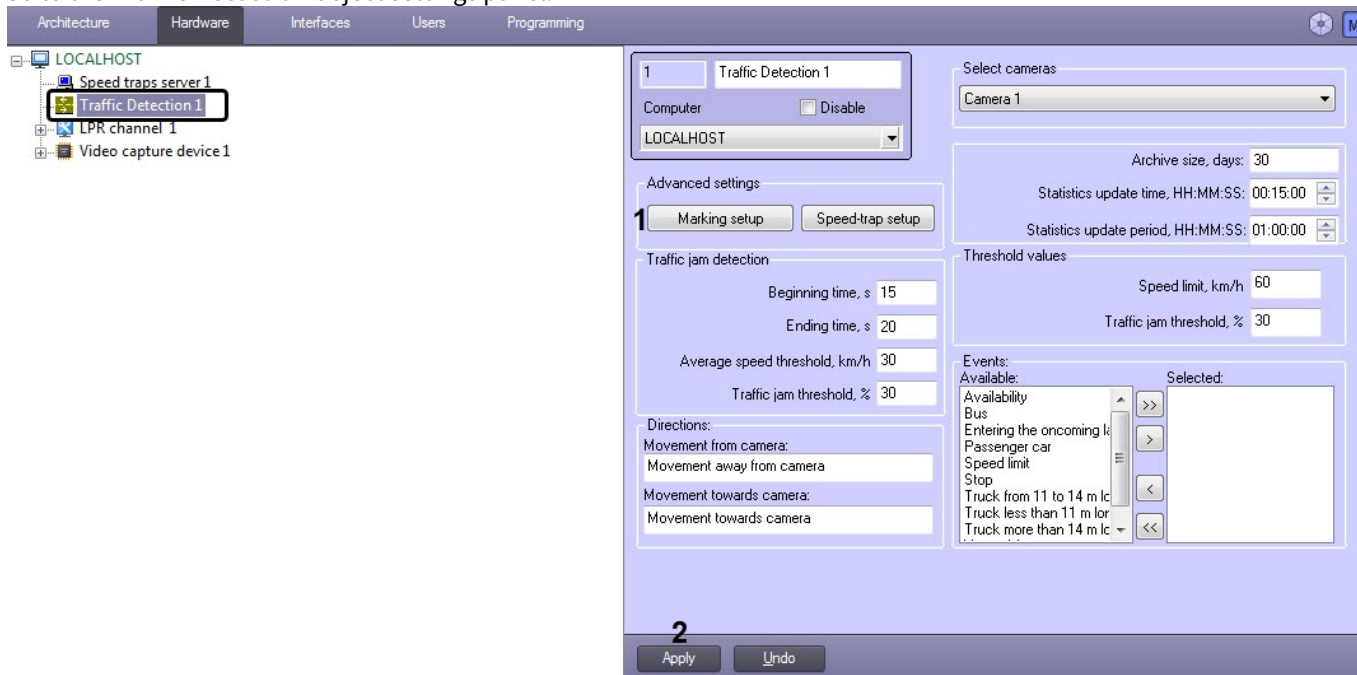 Architecture Hardware Interfaces Users Programming
LOCALHOST
Speed traps server 1
Traffic Detection 1
LPR channel 1
Video capture device 1
1 Traffic Detection 1
Computer Disable
LOCALHOST
Advanced settings
1 Marking setup Speed-trap setup
Traffic jam detection
Beginning time, s 15
Ending time, s 20
Average speed threshold, km/h 30
Traffic jam threshold, % 30
Directions:
Movement from camera:
Movement away from camera
Movement towards camera:
Movement towards camera
Select cameras
Camera 1
Archive size, days: 30
Statistics update time, HH:MM:SS: 00:15:00
Statistics update period, HH:MM:SS: 01:00:00
Threshold values
Speed limit, km/h 60
Traffic jam threshold, % 30
Events:
Available: Selected:
Availability >>
Bus
Entering the oncoming
Passenger car >
Speed limit
Stop
Truck from 11 to 14 m <
Truck less than 11 m
Truck more than 14 m <<
2
Apply Undo